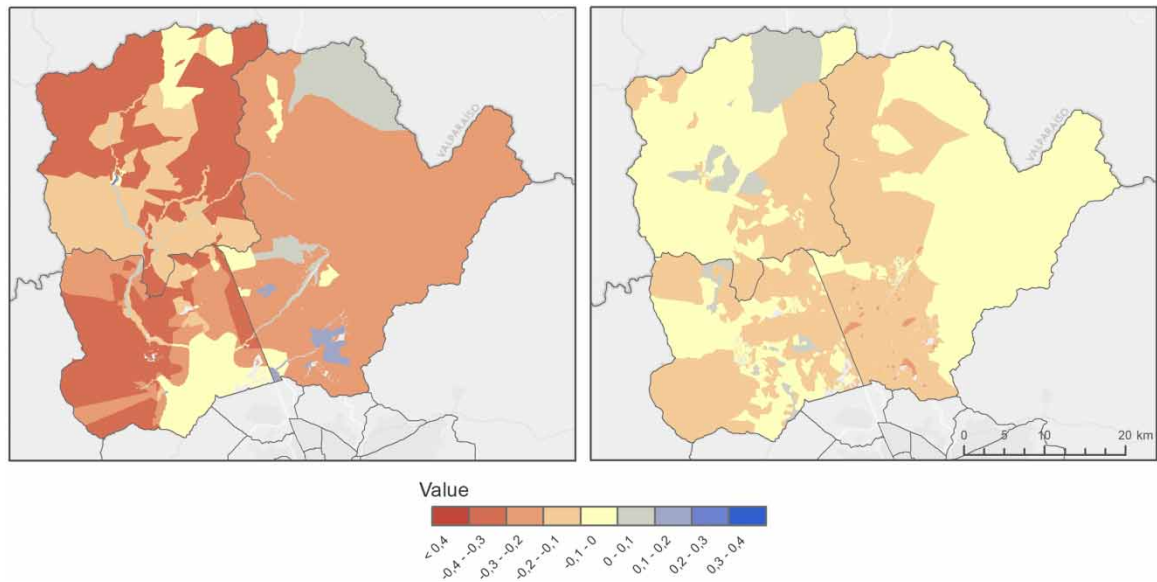 VALPARAÍSO
VALPARAÍSO
0 5 10 20 km
Value
< 0,4
-0,4 - -0,3
-0,3 - -0,2
-0,2 - -0,1
-0,1 - 0
0 - 0,1
0,1 - 0,2
0,2 - 0,3
0,3 - 0,4